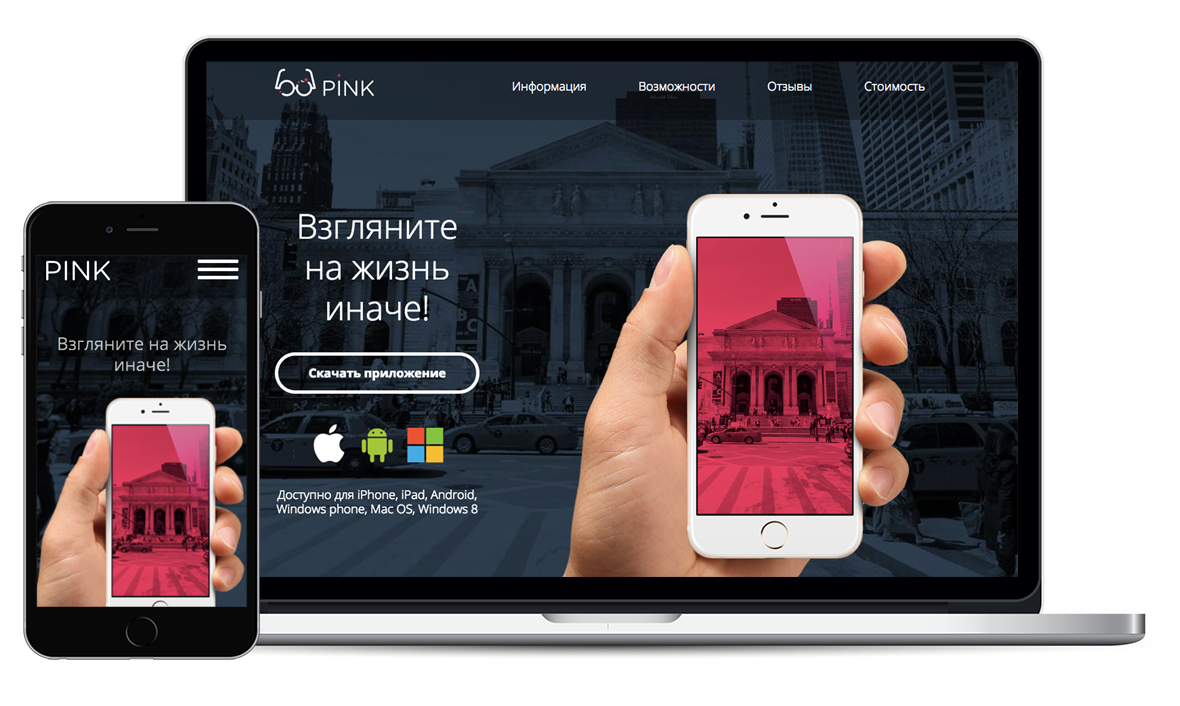 PINK
Информация
Возможности
Отзывы
Стоимость
Взгляните
на жизнь
иначе!
Скачать приложение
Доступно для iPhone, iPad, Android,
Windows phone, Mac OS, Windows 8
PINK
Взгляните на жизнь
иначе!